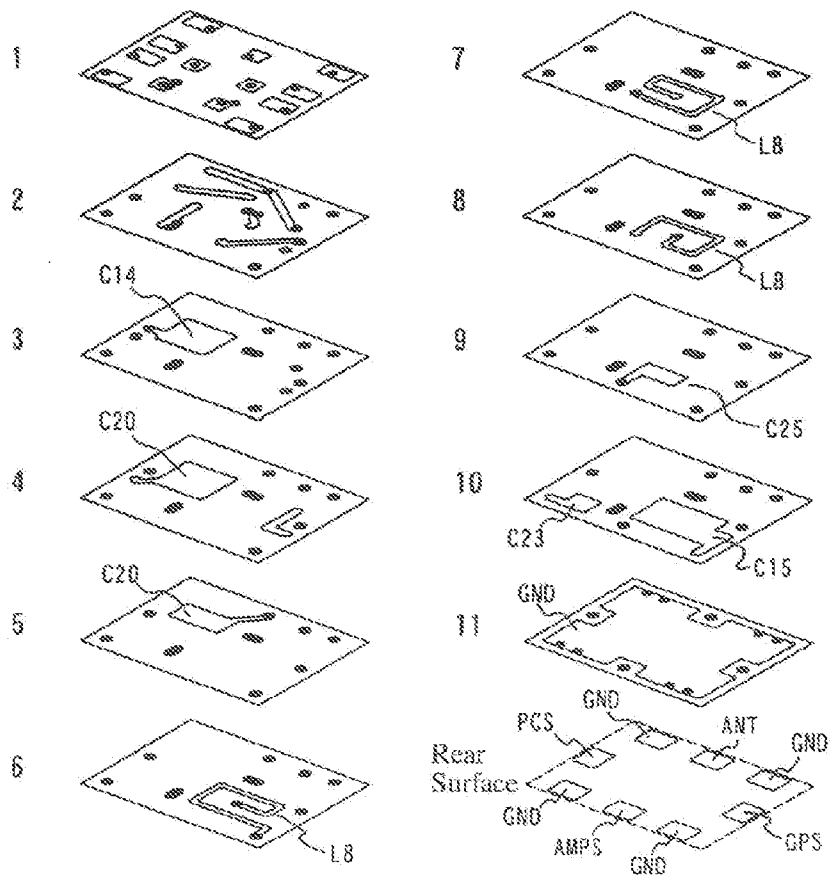 1
2
C14
3
C20
4
C20
5
6
L8
7
L8
8
L8
9
C25
10
C23
C15
GND
11
GND
PCS
ANT
GND
Rear
Surface
GND
AMPS
GND
GPS